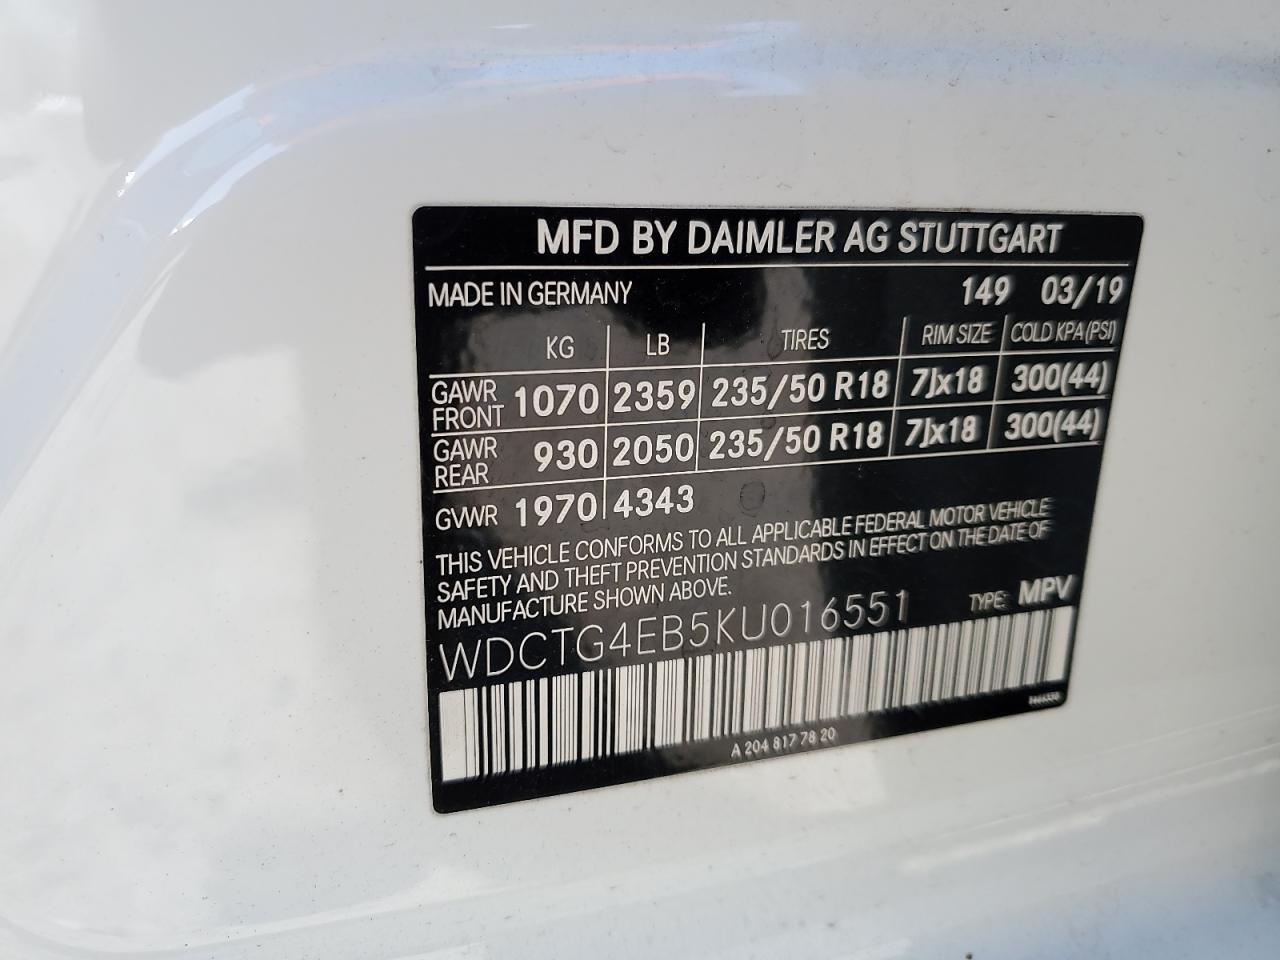 MFD BY DAIMLER AG STUTTGART
MADE IN GERMANY 149 03/19
KG LB TIRES RIM SIZE COLD KPA(PSI)
GAWR FRONT 1070 2359 235/50 R18 7Jx18 300(44)
GAWR REAR 930 2050 235/50 R18 7Jx18 300(44)
GVWR 1970 4343
THIS VEHICLE CONFORMS TO ALL APPLICABLE FEDERAL MOTOR VEHICLE
SAFETY AND THEFT PREVENTION STANDARDS IN EFFECT ON THE DATE OF
MANUFACTURE SHOWN ABOVE.
WDCTG4EB5KU016551 TYPE: MPV
A 204 817 78 20